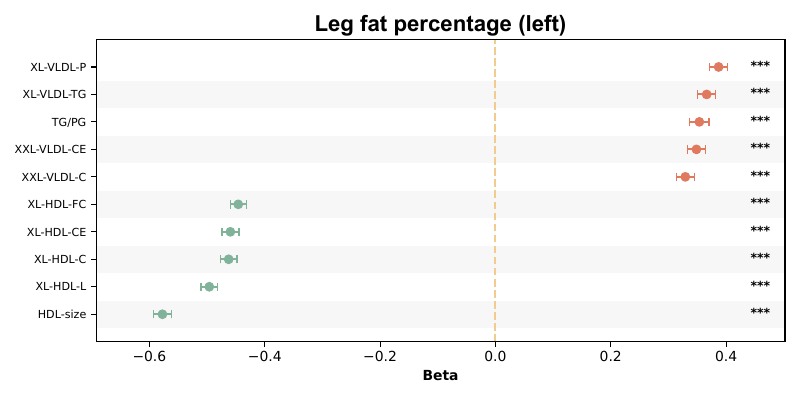 Leg fat percentage (left)
XL-VLDL-P ***
XL-VLDL-TG ***
TG/PG ***
XXL-VLDL-CE ***
XXL-VLDL-C ***
XL-HDL-FC ***
XL-HDL-CE ***
XL-HDL-C ***
XL-HDL-L ***
HDL-size ***
−0.6 −0.4 −0.2 0.0 0.2 0.4
Beta